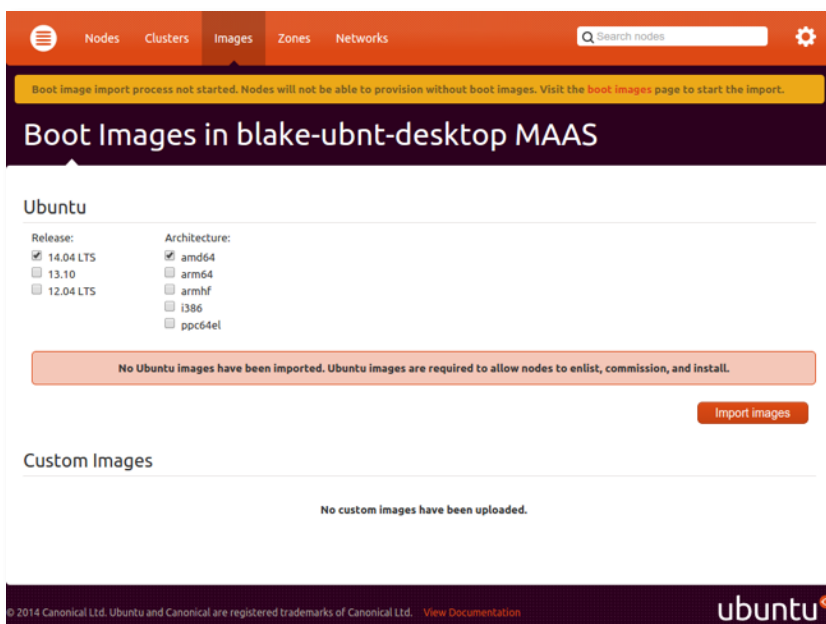 Nodes Clusters Images Zones Networks Search nodes
Boot image import process not started. Nodes will not be able to provision without boot images. Visit the boot images page to start the import.
Boot Images in blake-ubnt-desktop MAAS
Ubuntu
Release: Architecture:
14.04 LTS amd64
13.10 arm64
12.04 LTS armhf
i386
ppc64el
No Ubuntu images have been imported. Ubuntu images are required to allow nodes to enlist, commission, and install.
Import images
Custom Images
No custom images have been uploaded.
© 2014 Canonical Ltd. Ubuntu and Canonical are registered trademarks of Canonical Ltd. View Documentation ubuntu